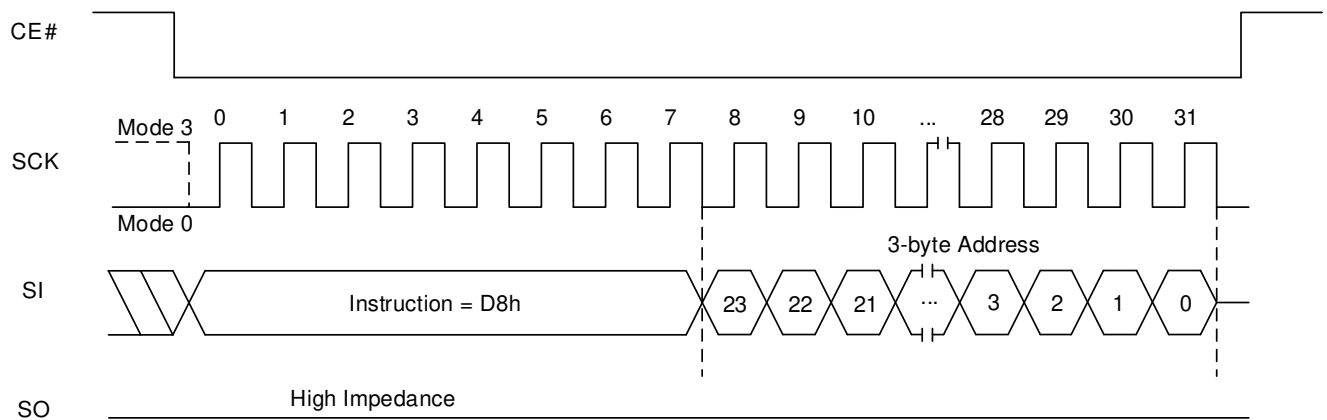 CE#
Mode 3 0 1 2 3 4 5 6 7 8 9 10 ... 28 29 30 31
SCK
Mode 0
3-byte Address
SI Instruction = D8h 23 22 21 ... 3 2 1 0
High Impedance
SO